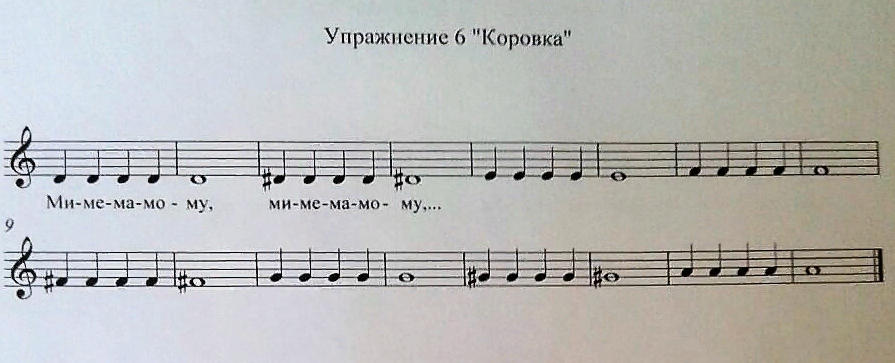 Упражнение 6 "Коровка"
Ми-ме-ма-мо - му, ми-ме-ма-мо- му,...
9